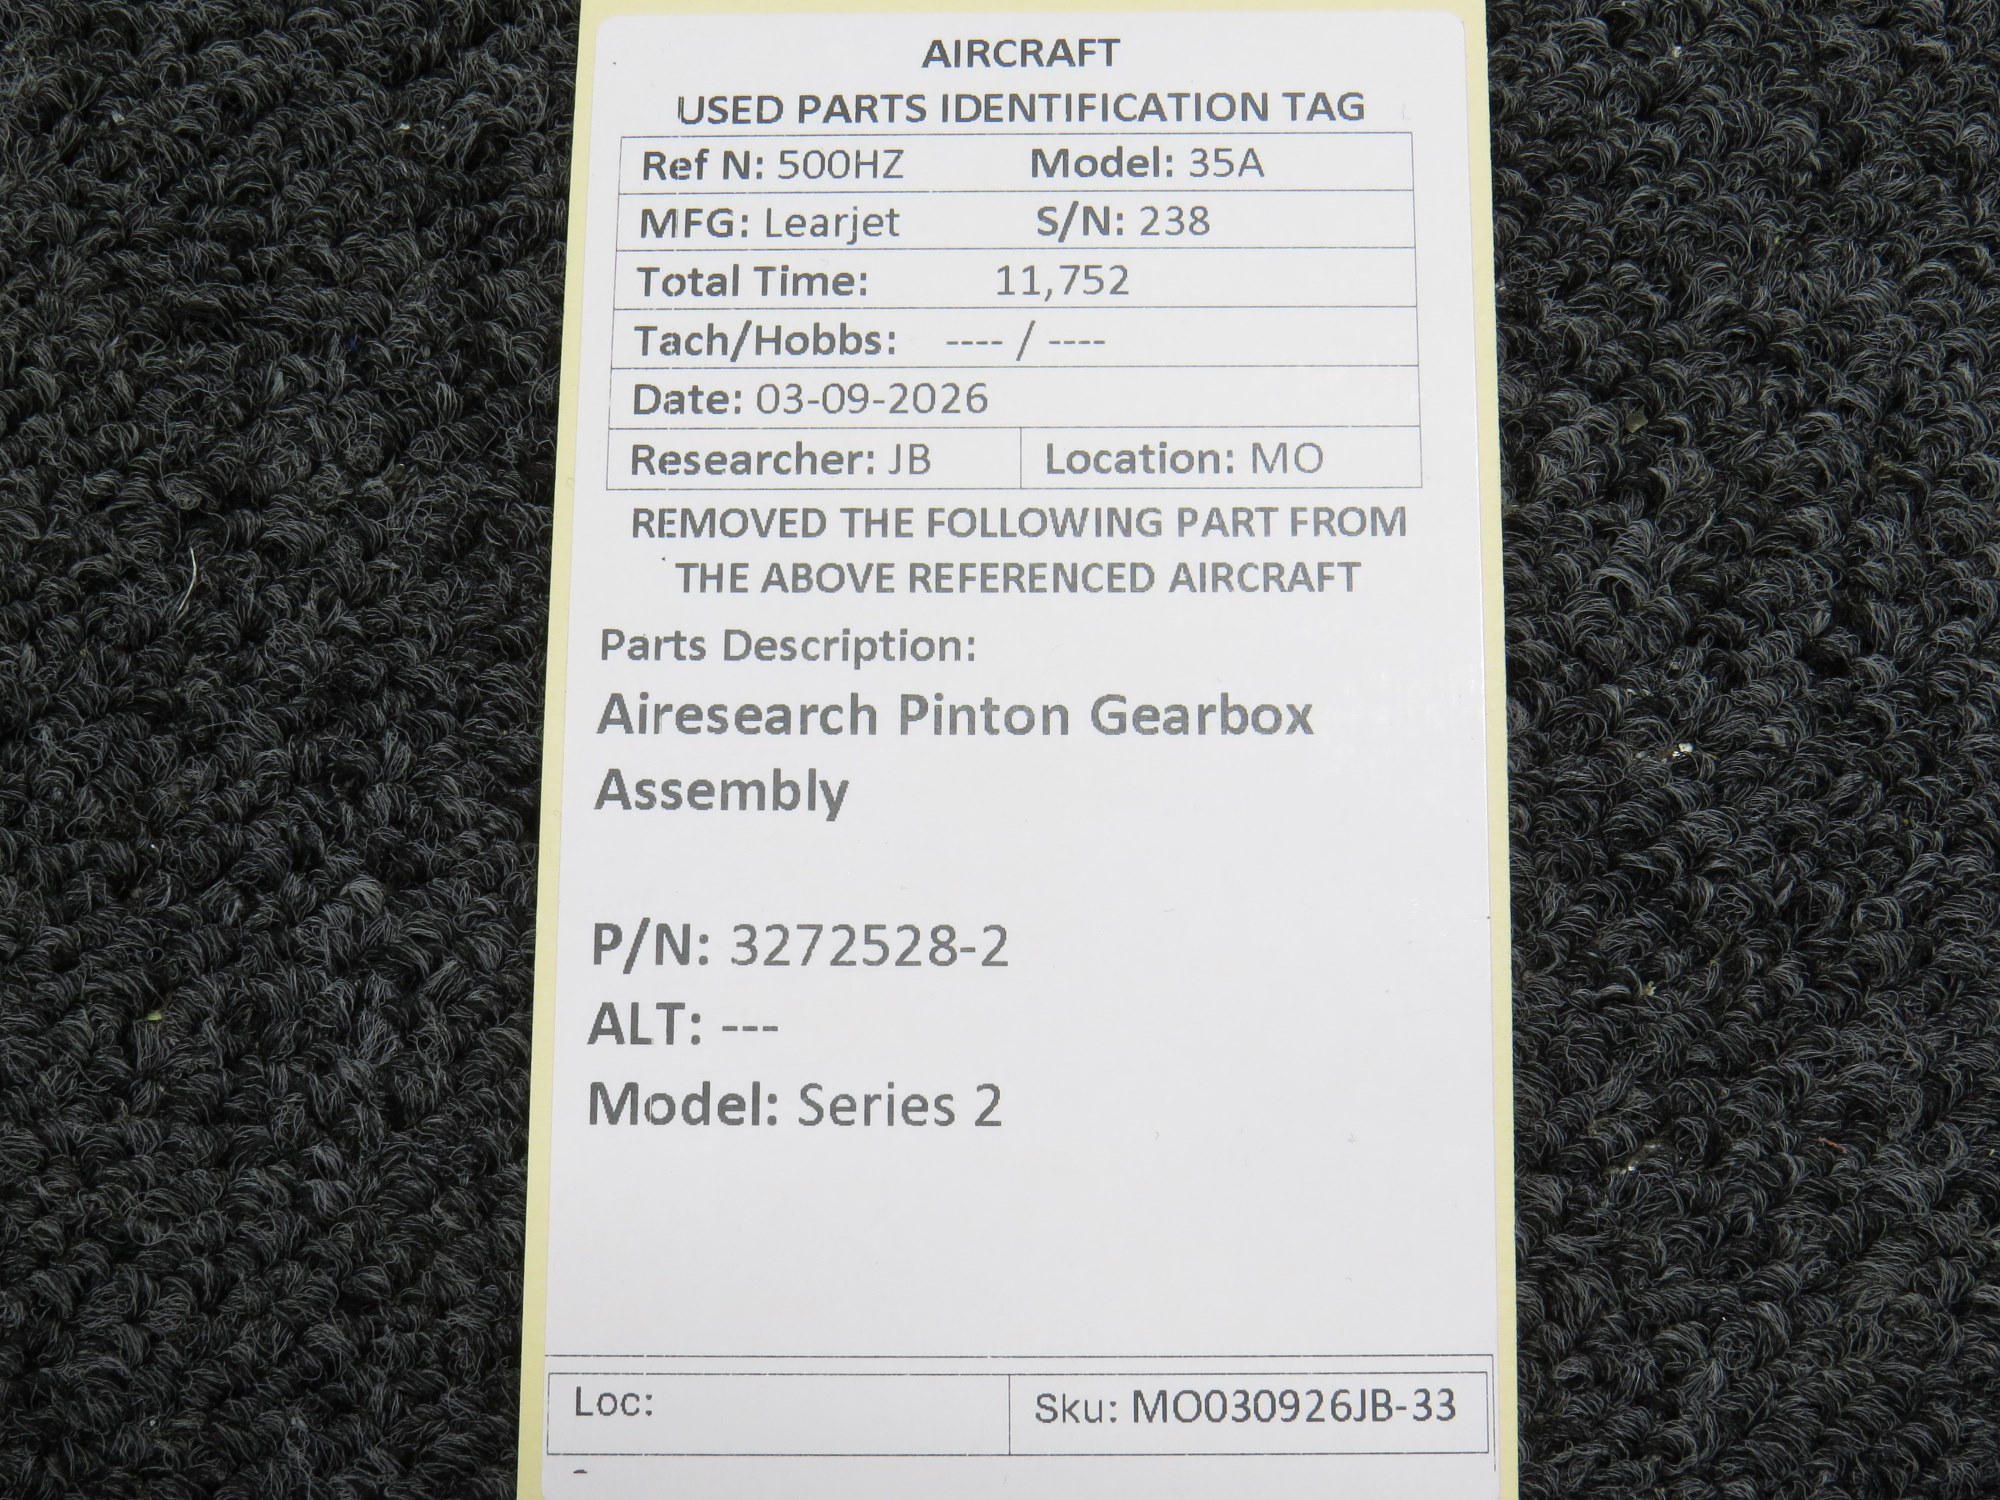 AIRCRAFT
USED PARTS IDENTIFICATION TAG
Ref N: 500HZ Model: 35A
MFG: Learjet S/N: 238
Total Time: 11,752
Tach/Hobbs: ---- / ----
Date: 03-09-2026
Researcher: JB Location: MO
REMOVED THE FOLLOWING PART FROM
THE ABOVE REFERENCED AIRCRAFT
Parts Description:
Airesearch Pinton Gearbox
Assembly
P/N: 3272528-2
ALT: ---
Model: Series 2
Loc: Sku: MO030926JB-33